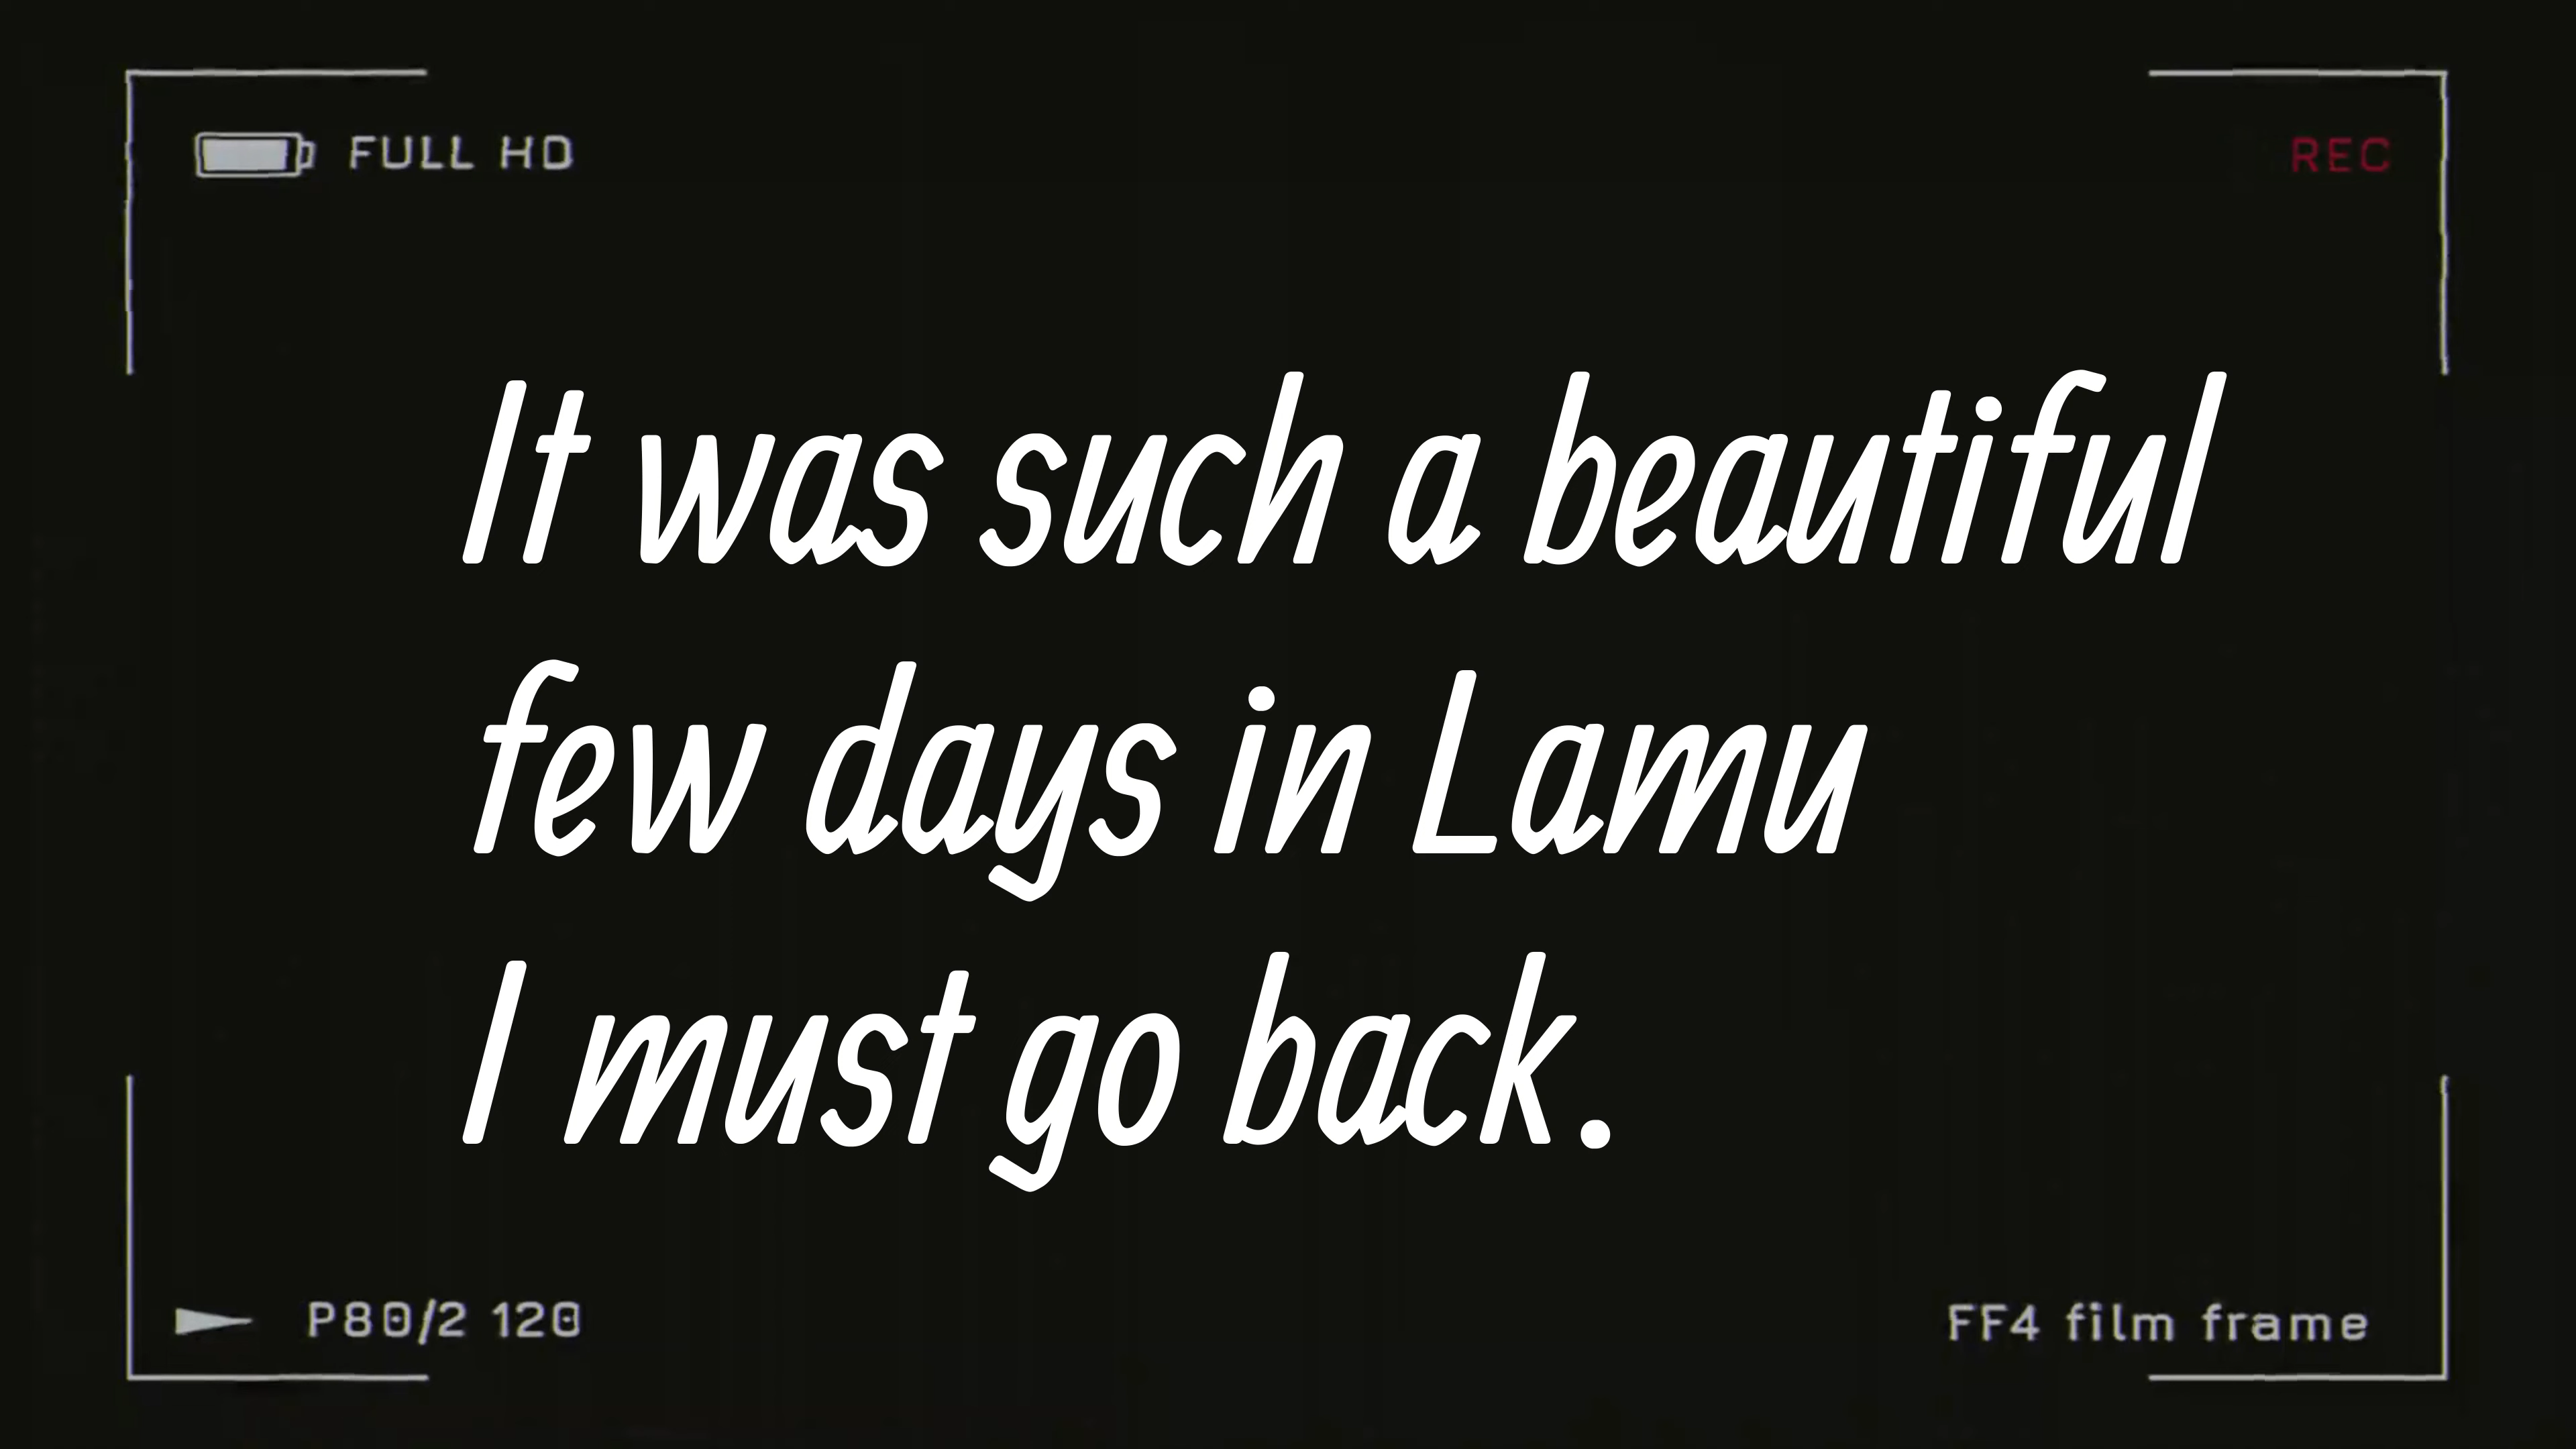 FULL HD
REC
It was such a beautiful
few days in Lamu
I must go back.
P80/2 120
FF4 film frame